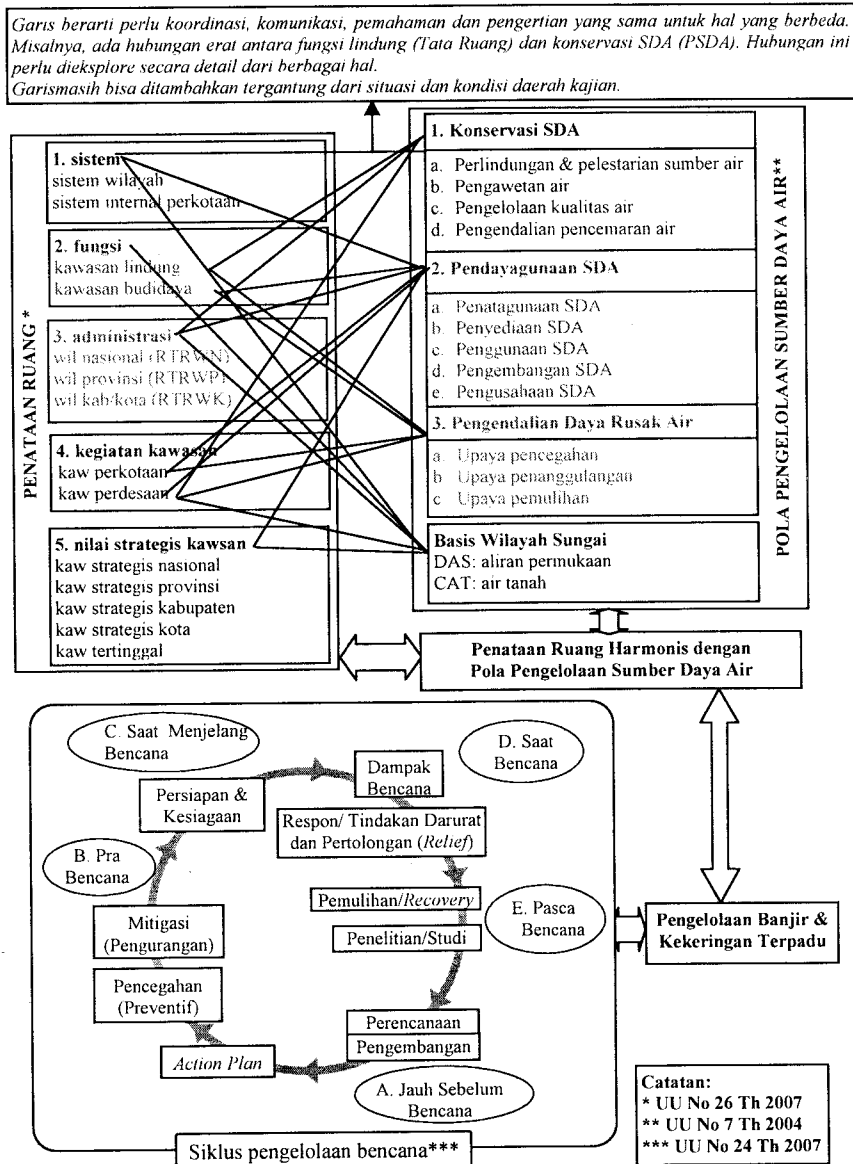 Garis berarti perlu koordinasi, komunikasi, pemahaman dan pengertian yang sama untuk hal yang berbeda.
Misalnya, ada hubungan erat antara fungsi lindung (Tata Ruang) dan konservasi SDA (PSDA). Hubungan ini
perlu dieksplore secara detail dari berbagai hal.
Garismasih bisa ditambahkan tergantung dari situasi dan kondisi daerah kajian.
PENATAAN RUANG *
1. sistem
sistem wilayah
sistem internal perkotaan
2. fungsi
kawasan lindung
kawasan budidaya
3. administrasi
wil nasional (RTRWN)
wil provinsi (RTRWP)
wil kab/kota (RTRWK)
4. kegiatan kawasan
kaw perkotaan
kaw perdesaan
5. nilai strategis kawsan
kaw strategis nasional
kaw strategis provinsi
kaw strategis kabupaten
kaw strategis kota
kaw tertinggal
1. Konservasi SDA
a. Perlindungan & pelestarian sumber air
b. Pengawetan air
c. Pengelolaan kualitas air
d. Pengendalian pencemaran air
2. Pendayagunaan SDA
a. Penatagunaan SDA
b. Penyediaan SDA
c. Penggunaan SDA
d. Pengembangan SDA
e. Pengusahaan SDA
3. Pengendalian Daya Rusak Air
a. Upaya pencegahan
b Upaya penanggulangan
c Upaya pemulihan
Basis Wilayah Sungai
DAS: aliran permukaan
CAT: air tanah
POLA PENGELOLAAN SUMBER DAYA AIR**
Penataan Ruang Harmonis dengan
Pola Pengelolaan Sumber Daya Air
C. Saat Menjelang
Bencana
D. Saat
Bencana
Dampak
Bencana
Persiapan &
Kesiagaan
Respon/ Tindakan Darurat
dan Pertolongan (Relief)
B. Pra
Bencana
Pemulihan/Recovery
E. Pasca
Bencana
Mitigasi
(Pengurangan)
Penelitian/Studi
Pencegahan
(Preventif)
Perencanaan
Pengembangan
Action Plan
A. Jauh Sebelum
Bencana
Siklus pengelolaan bencana***
Pengelolaan Banjir &
Kekeringan Terpadu
Catatan:
* UU No 26 Th 2007
** UU No 7 Th 2004
*** UU No 24 Th 2007